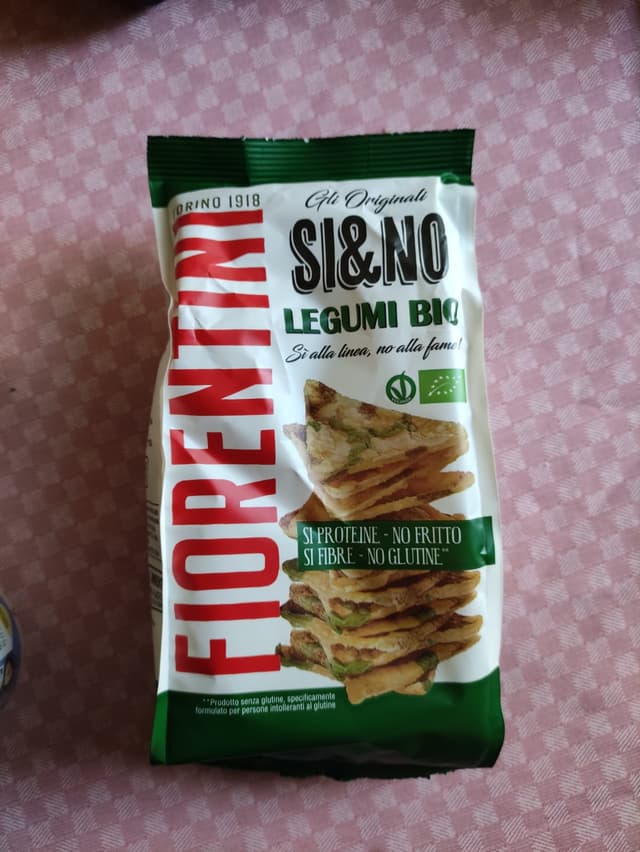 TORINO 1918
FIORENTINI
Gli Originali
SI&NO
LEGUMI BIO
Sì alla linea, no alla fame!
SI PROTEINE - NO FRITTO
SI FIBRE - NO GLUTINE**
**Prodotto senza glutine, specificamente
formulato per persone intolleranti al glutine